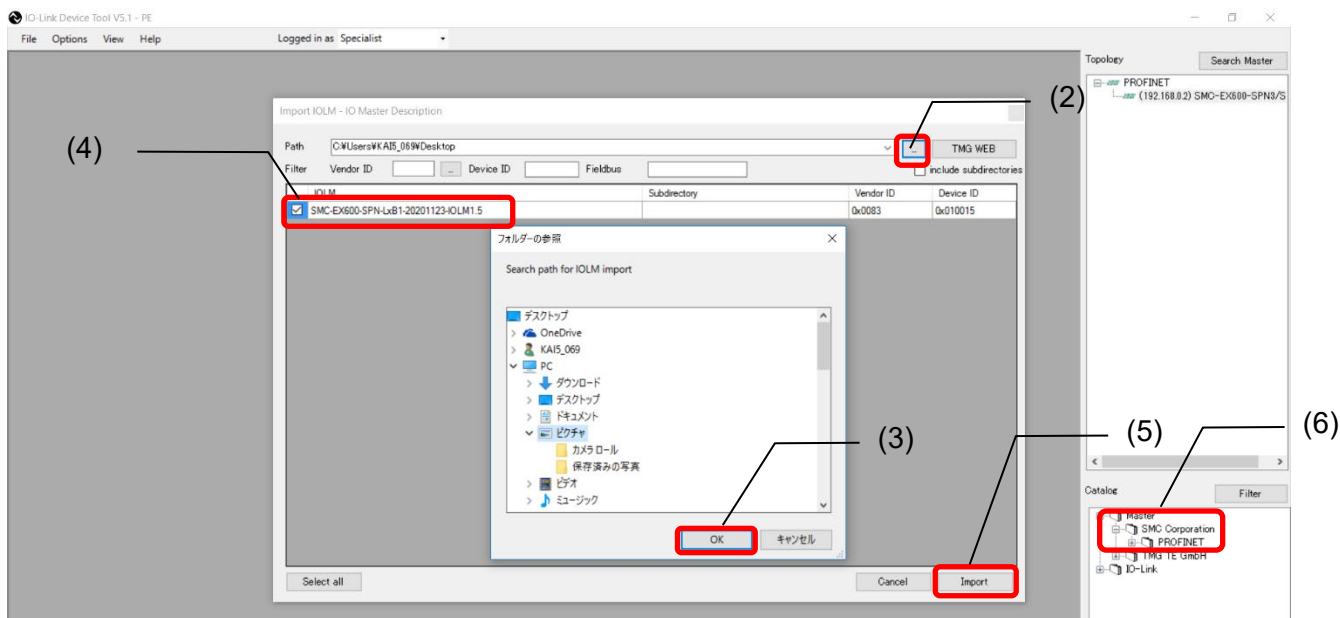 IO-Link Device Tool V5.1 - PE
File Options View Help Logged in as Specialist
Topology Search Master
PROFINET
(192.168.0.2) SMC-EX600-SPN3/S
(2)
Import IOLM - IO Master Description
Path C:¥Users¥KAI5_069¥Desktop ... TMG WEB
Filter Vendor ID ... Device ID Fieldbus include subdirectories
(4)
IOLM Subdirectory Vendor ID Device ID
SMC-EX600-SPN-LxB1-20201123-IOLM1.5 0x0083 0x010015
フォルダーの参照
Search path for IOLM import
デスクトップ
OneDrive
KAI5_069
PC
ダウンロード
デスクトップ
ドキュメント
ピクチャ
カメラ ロール
保存済みの写真
ビデオ
ミュージック
(3)
OK キャンセル
(5)
(6)
Select all Cancel Import
Catalog Filter
Master
SMC Corporation
PROFINET
TMG TE GmbH
IO-Link